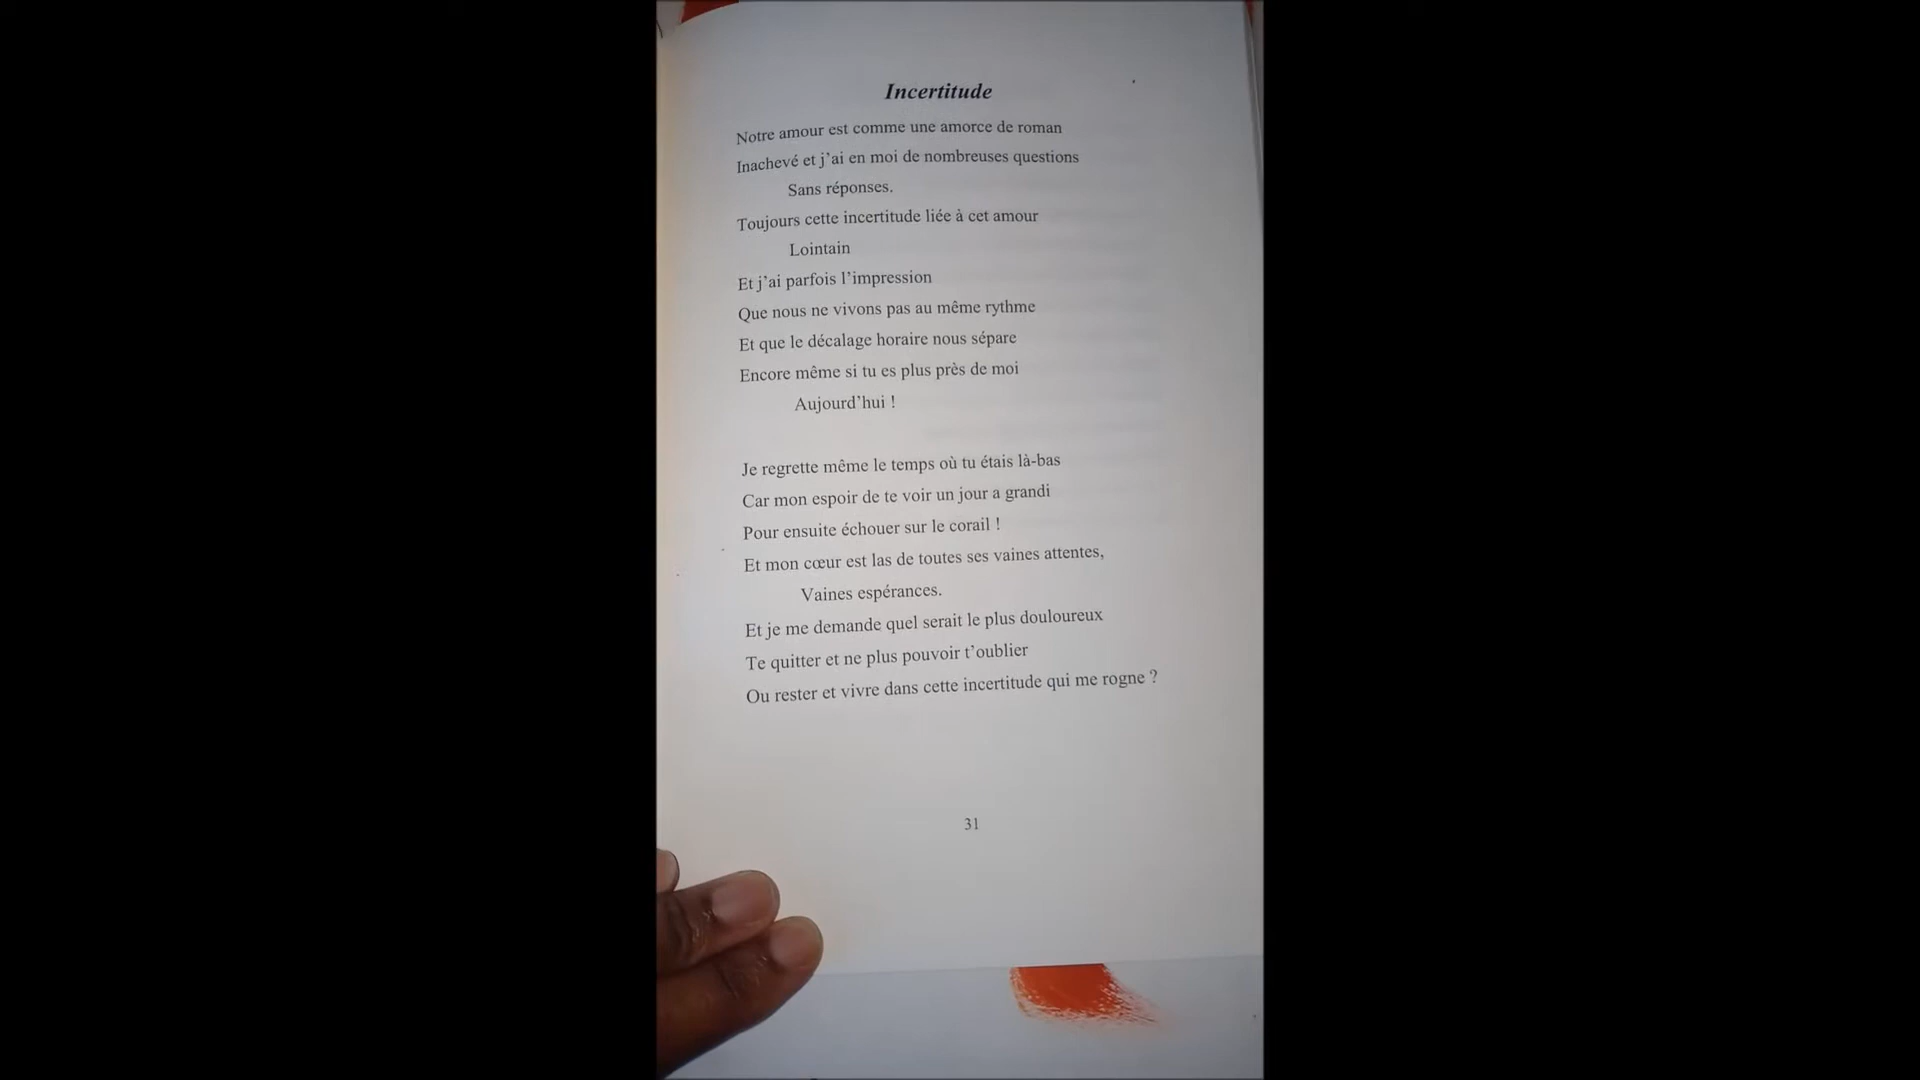 Incertitude
Notre amour est comme une amorce de roman
Inachevé et j'ai en moi de nombreuses questions
Sans réponses.
Toujours cette incertitude liée à cet amour
Lointain
Et j'ai parfois l'impression
Que nous ne vivons pas au même rythme
Et que le décalage horaire nous sépare
Encore même si tu es plus près de moi
Aujourd'hui !
Je regrette même le temps où tu étais là-bas
Car mon espoir de te voir un jour a grandi
Pour ensuite échouer sur le corail !
Et mon cœur est las de toutes ses vaines attentes,
Vaines espérances.
Et je me demande quel serait le plus douloureux
Te quitter et ne plus pouvoir t'oublier
Ou rester et vivre dans cette incertitude qui me rogne ?
31